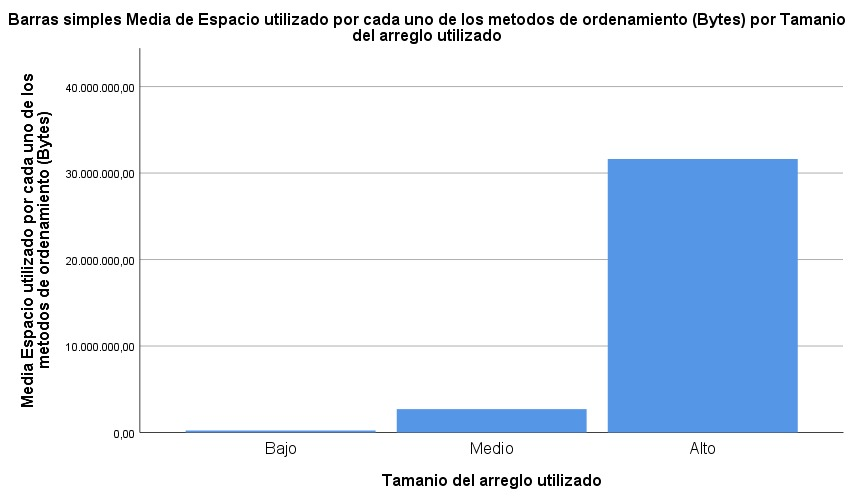 Barras simples Media de Espacio utilizado por cada uno de los metodos de ordenamiento (Bytes) por Tamanio
del arreglo utilizado
Media Espacio utilizado por cada uno de los
metodos de ordenamiento (Bytes)
40.000.000,00
30.000.000,00
20.000.000,00
10.000.000,00
0,00
Bajo
Medio
Alto
Tamanio del arreglo utilizado